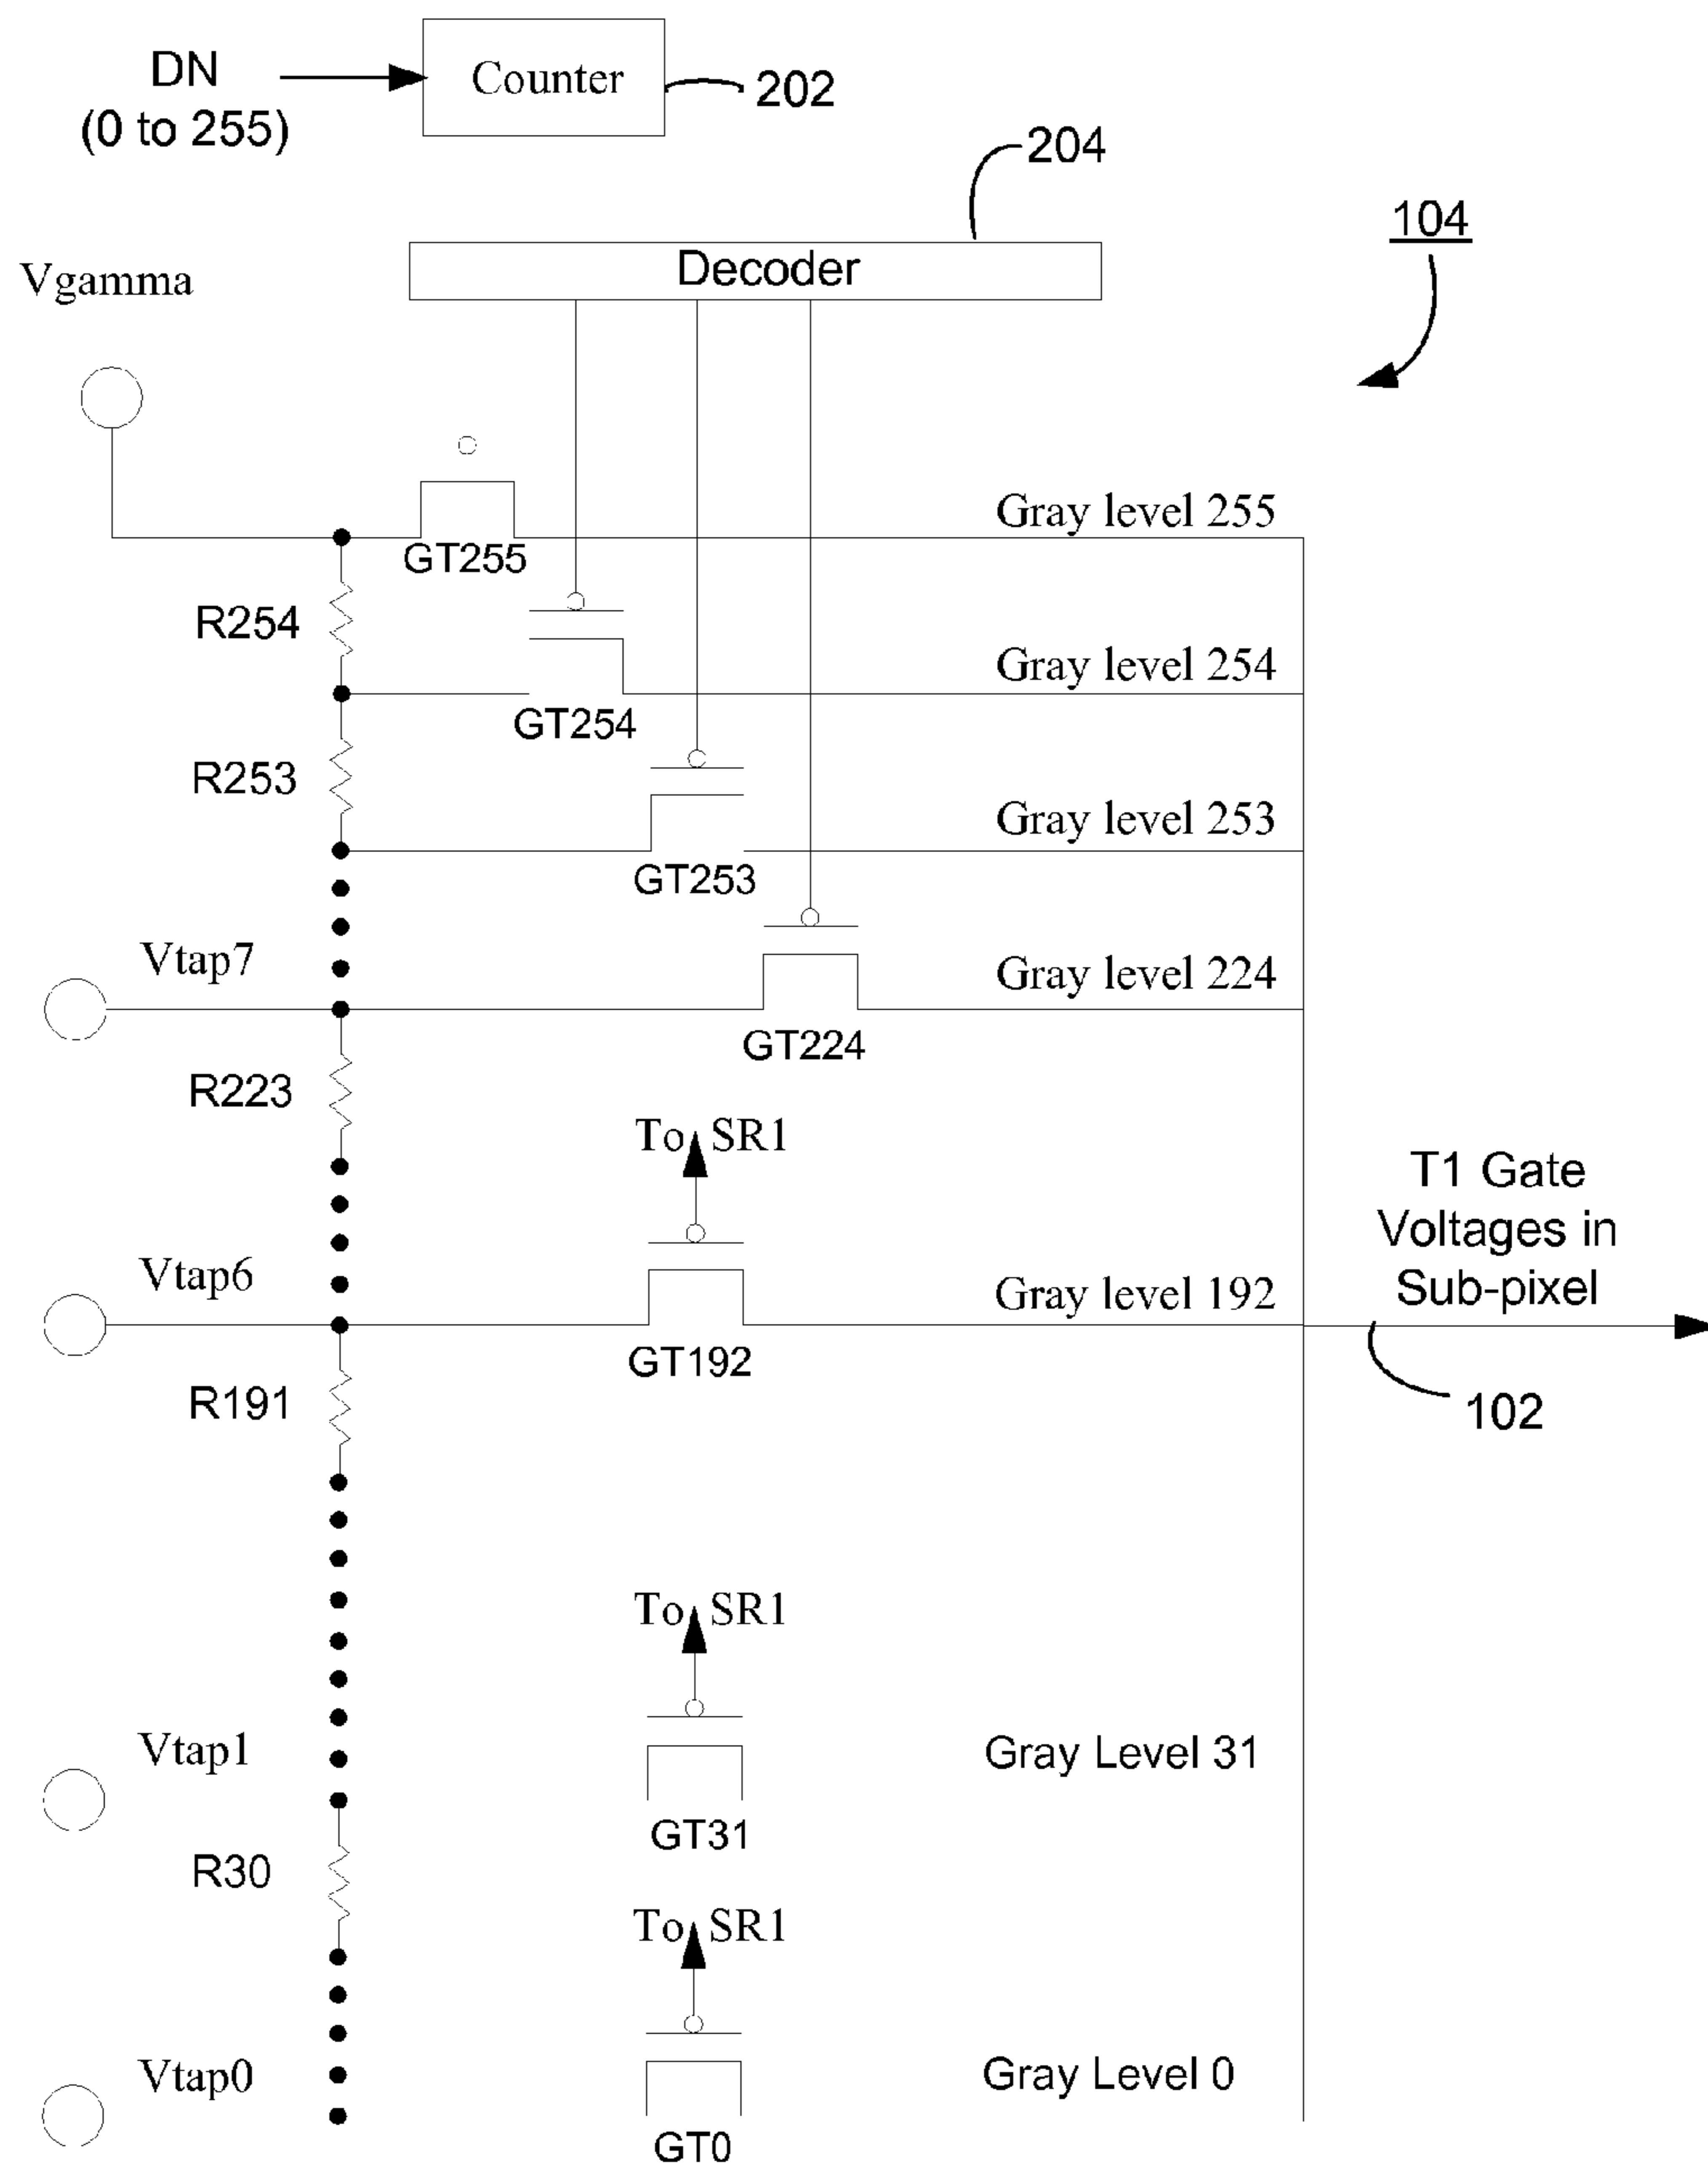 DN
(0 to 255)
Counter
202
204
104
Decoder
Vgamma
Gray level 255
GT255
R254
Gray level 254
GT254
R253
Gray level 253
GT253
Vtap7
Gray level 224
GT224
R223
To SR1
T1 Gate
Voltages in
Sub-pixel
Vtap6
Gray level 192
GT192
R191
102
To SR1
Vtap1
Gray Level 31
GT31
R30
To SR1
Vtap0
Gray Level 0
GT0